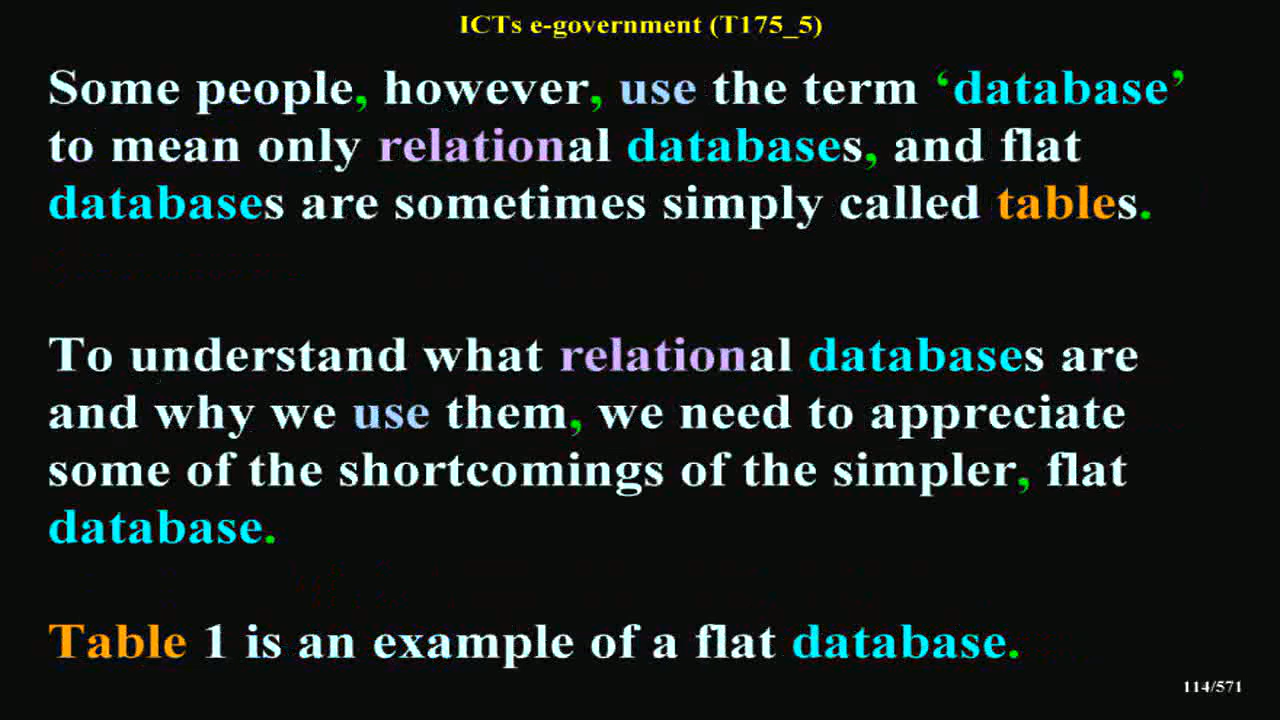 ICTs e-government (T175_5)
Some people, however, use the term ‘database’
to mean only relational databases, and flat
databases are sometimes simply called tables.
To understand what relational databases are
and why we use them, we need to appreciate
some of the shortcomings of the simpler, flat
database.
Table 1 is an example of a flat database.
114/571